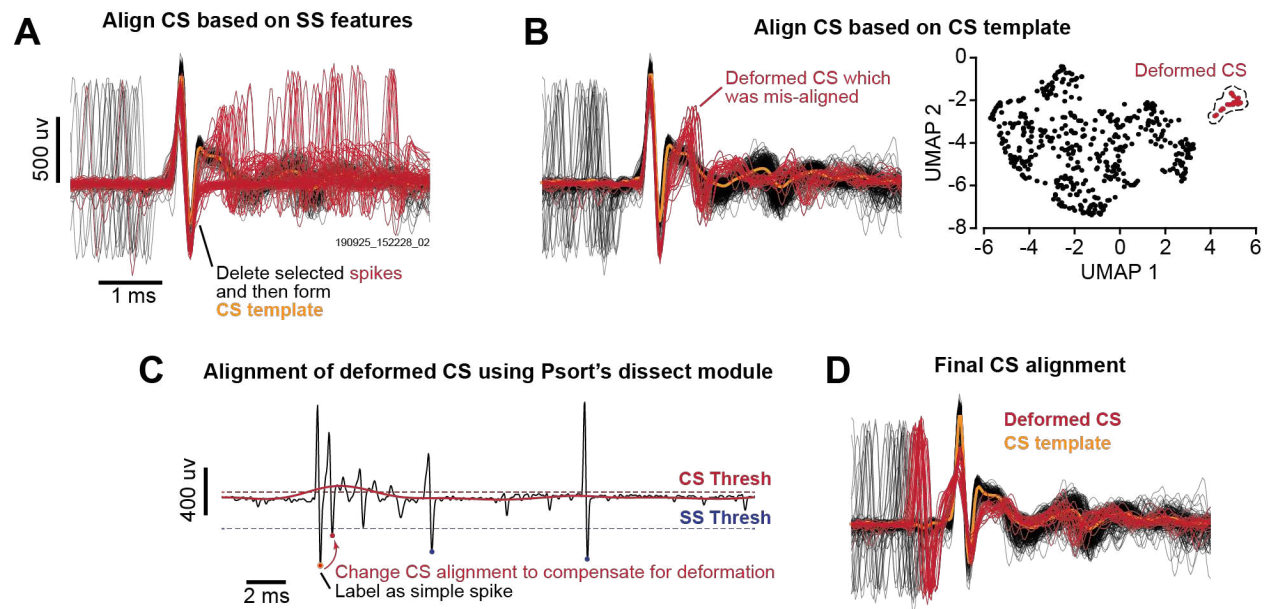 A
Align CS based on SS features
500 uv
1 ms
190925_152228_02
Delete selected spikes
and then form
CS template
B
Align CS based on CS template
Deformed CS which
was mis-aligned
Deformed CS
UMAP 2
0
-2
-4
-6
-8
-6
-4
-2
0
2
4
6
UMAP 1
C
Alignment of deformed CS using Psort's dissect module
400 uv
CS Thresh
SS Thresh
Change CS alignment to compensate for deformation
Label as simple spike
2 ms
D
Final CS alignment
Deformed CS
CS template